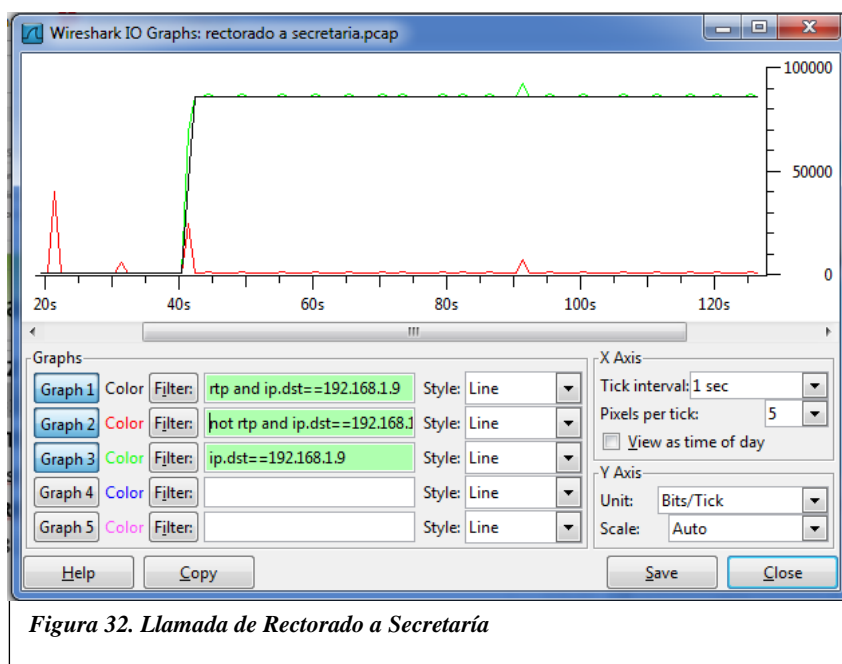 Wireshark IO Graphs: rectorado a secretaria.pcap
100000
50000
0
20s 40s 60s 80s 100s 120s
Graphs
Graph 1 Color Filter: rtp and ip.dst==192.168.1.9 Style: Line
Graph 2 Color Filter: not rtp and ip.dst==192.168.1 Style: Line
Graph 3 Color Filter: ip.dst==192.168.1.9 Style: Line
Graph 4 Color Filter: Style: Line
Graph 5 Color Filter: Style: Line
X Axis
Tick interval: 1 sec
Pixels per tick: 5
View as time of day
Y Axis
Unit: Bits/Tick
Scale: Auto
Help Copy Save Close
Figura 32. Llamada de Rectorado a Secretaría